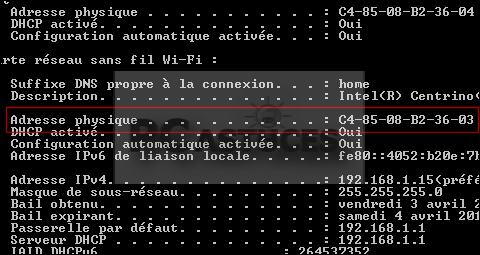 Adresse physique . . . . . . . . . . . : C4-85-08-B2-36-04
DHCP activé. . . . . . . . . . . . . . : Oui
Configuration automatique activée. . . : Oui
rte réseau sans fil Wi-Fi :
Suffixe DNS propre à la connexion. . . : home
Description. . . . . . . . . . . . . . : Intel(R) Centrino(
Adresse physique . . . . . . . . . . . : C4-85-08-B2-36-03
DHCP activé. . . . . . . . . . . . . . : Oui
Configuration automatique activée. . . : Oui
Adresse IPv6 de liaison locale. . . . .: fe80::4052:b20e:7b
Adresse IPv4. . . . . . . . . . . . . .: 192.168.1.15(préfé
Masque de sous-réseau. . . . . . . . . : 255.255.255.0
Bail obtenu. . . . . . . . . . . . . . : vendredi 3 avril 2
Bail expirant. . . . . . . . . . . . . : samedi 4 avril 201
Passerelle par défaut. . . . . . . . . : 192.168.1.1
Serveur DHCP . . . . . . . . . . . . . : 192.168.1.1
IAID DHCPv6 . . . . . . . . . . . : 264537352